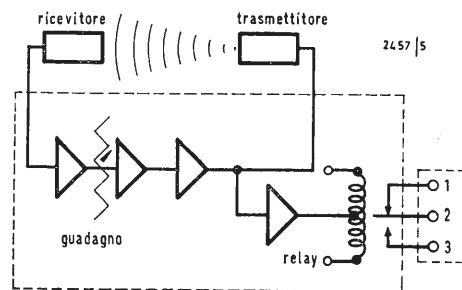 ricevitore
trasmettitore
2457/5
guadagno
relay
1
2
3